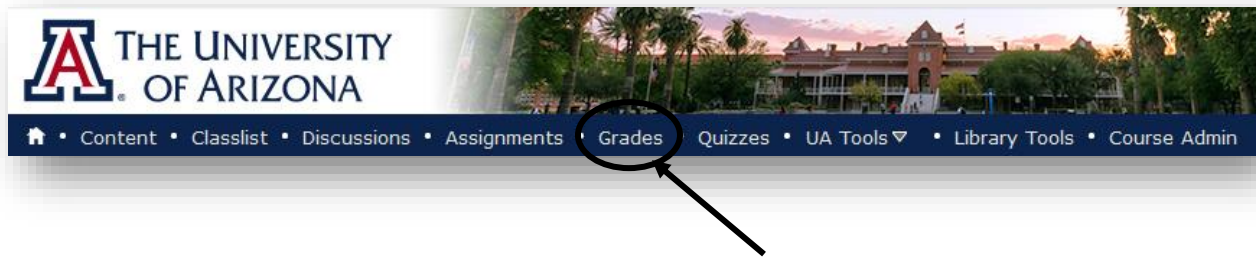 THE UNIVERSITY
OF ARIZONA
A
• Content • Classlist • Discussions • Assignments • Grades Quizzes • UA Tools • Library Tools • Course Admin